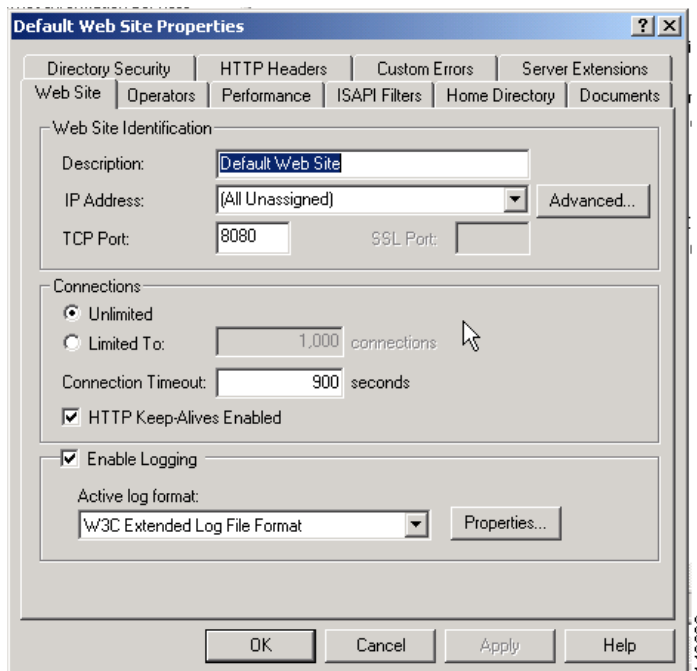 Default Web Site Properties
Directory Security HTTP Headers Custom Errors Server Extensions
Web Site Operators Performance ISAPI Filters Home Directory Documents
Web Site Identification
Description: Default Web Site
IP Address: (All Unassigned) Advanced...
TCP Port: 8080 SSL Port:
Connections
Unlimited
Limited To: 1,000 connections
Connection Timeout: 900 seconds
HTTP Keep-Alives Enabled
Enable Logging
Active log format:
W3C Extended Log File Format Properties...
OK Cancel Apply Help